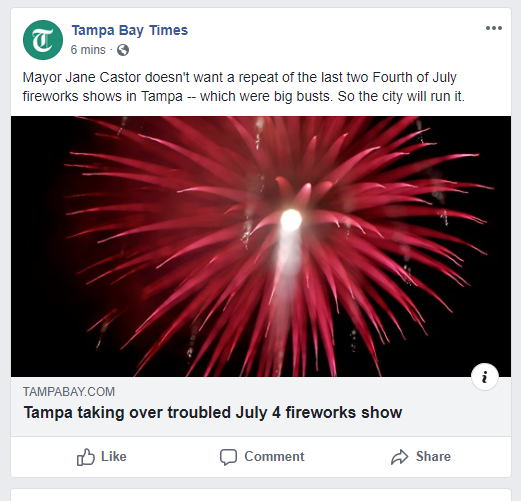 Tampa Bay Times
6 mins ·
Mayor Jane Castor doesn't want a repeat of the last two Fourth of July
fireworks shows in Tampa -- which were big busts. So the city will run it.
i
TAMPABAY.COM
Tampa taking over troubled July 4 fireworks show
Like Comment Share